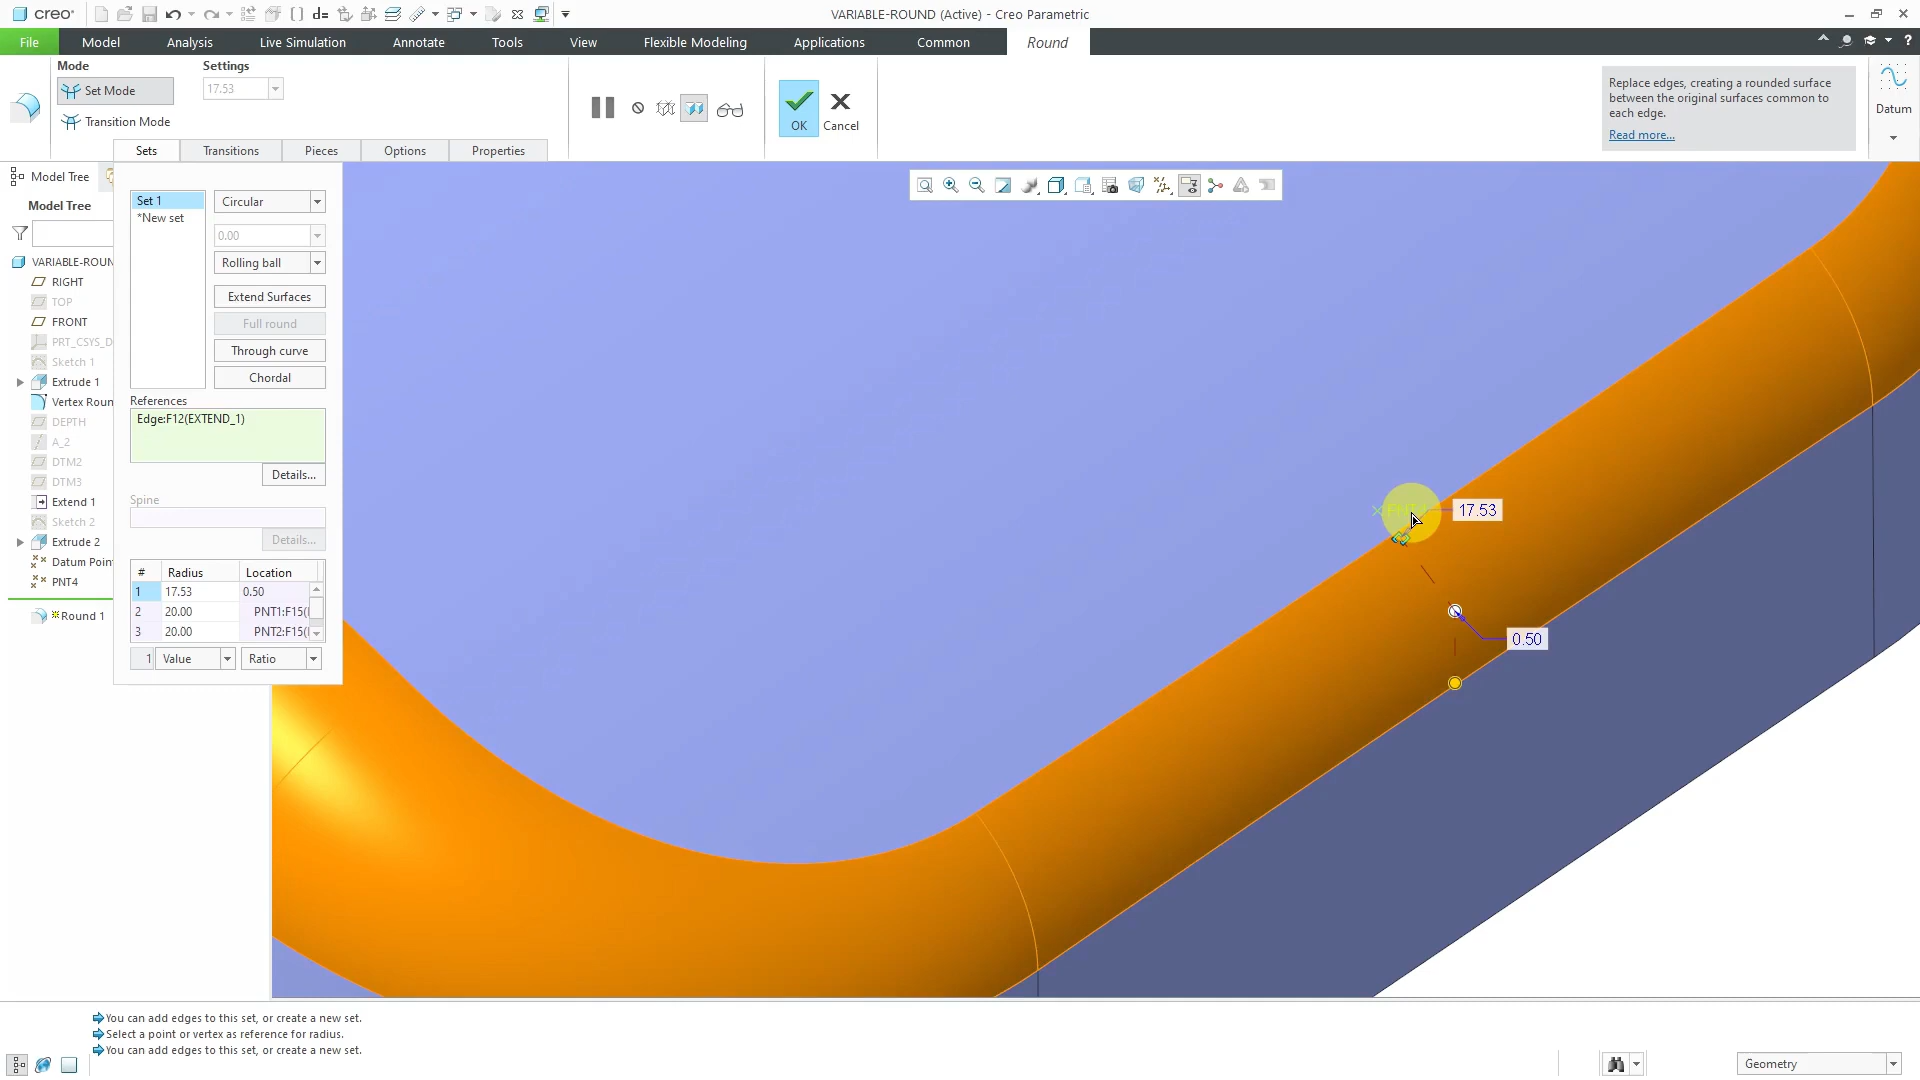 creo
VARIABLE-ROUND (Active) - Creo Parametric
File
Model
Analysis
Live Simulation
Annotate
Tools
View
Flexible Modeling
Applications
Common
Round
Mode
Settings
Set Mode
17.53
Transition Mode
OK
Cancel
Replace edges, creating a rounded surface
between the original surfaces common to
each edge.
Read more...
Datum
Sets
Transitions
Pieces
Options
Properties
Model Tree
Model Tree
VARIABLE-ROUN
RIGHT
TOP
FRONT
PRT_CSYS_D
Sketch 1
Extrude 1
Vertex Roun
DEPTH
A_2
DTM2
DTM3
Extend 1
Sketch 2
Extrude 2
Datum Poin
PNT4
Round 1
Set 1
*New set
Circular
0.00
Rolling ball
Extend Surfaces
Full round
Through curve
Chordal
References
Edge:F12(EXTEND_1)
Details...
Spine
Details...
# Radius Location
1 17.53 0.50
2 20.00 PNT1:F15(
3 20.00 PNT2:F15(
1 Value Ratio
17.53
0.50
You can add edges to this set, or create a new set.
Select a point or vertex as reference for radius.
You can add edges to this set, or create a new set.
Geometry